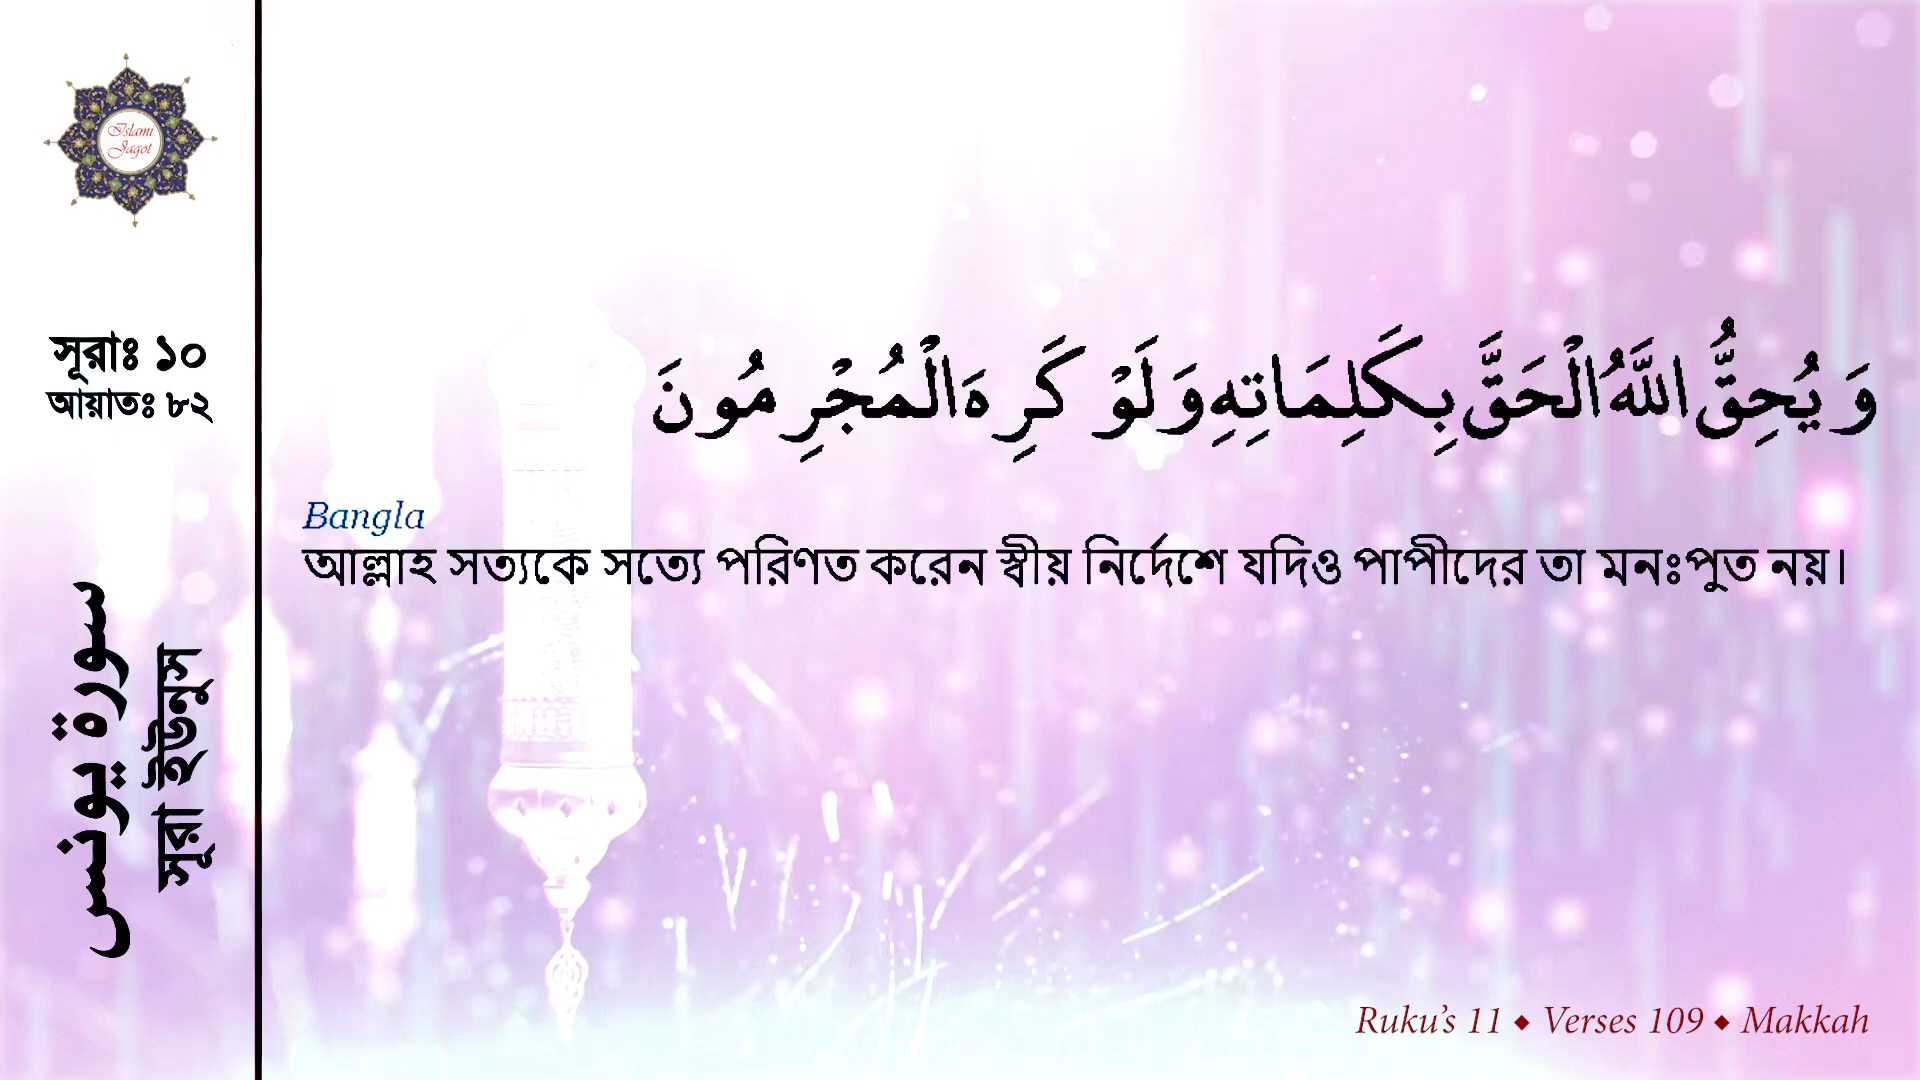 Islami
Jagot
সূরাঃ ১০
আয়াতঃ ৮২
سورة يونس
সূরা ইউনুস
وَيُحِقُّ اللَّهُ الْحَقَّ بِكَلِمَاتِهِ وَلَوْ كَرِهَ الْمُجْرِمُونَ
Bangla
আল্লাহ সত্যকে সত্যে পরিণত করেন স্বীয় নির্দেশে যদিও পাপীদের তা মনঃপুত নয়।
Ruku’s 11 ◆ Verses 109 ◆ Makkah